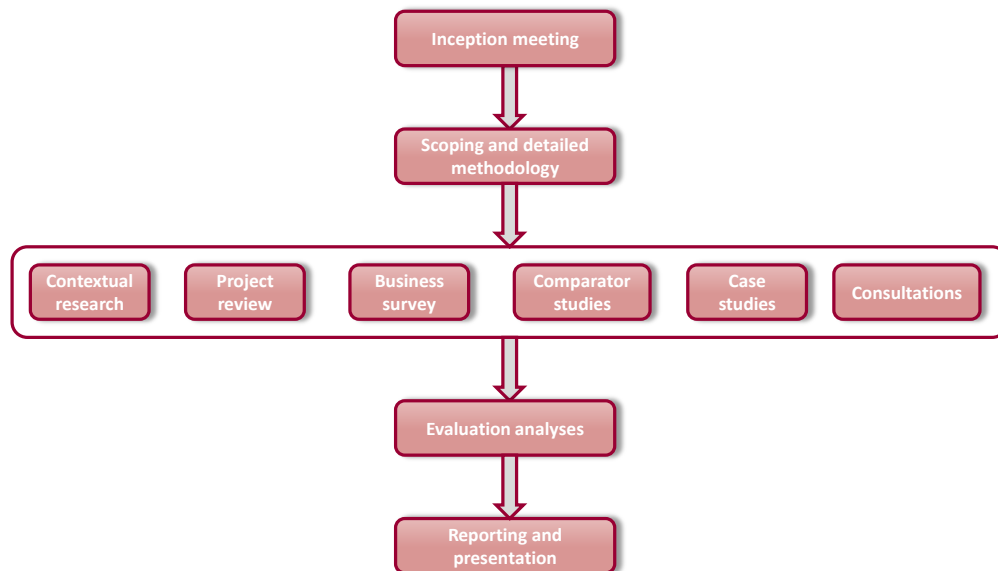 Inception meeting
Scoping and detailed
methodology
Contextual
research
Project
review
Business
survey
Comparator
studies
Case
studies
Consultations
Evaluation analyses
Reporting and
presentation